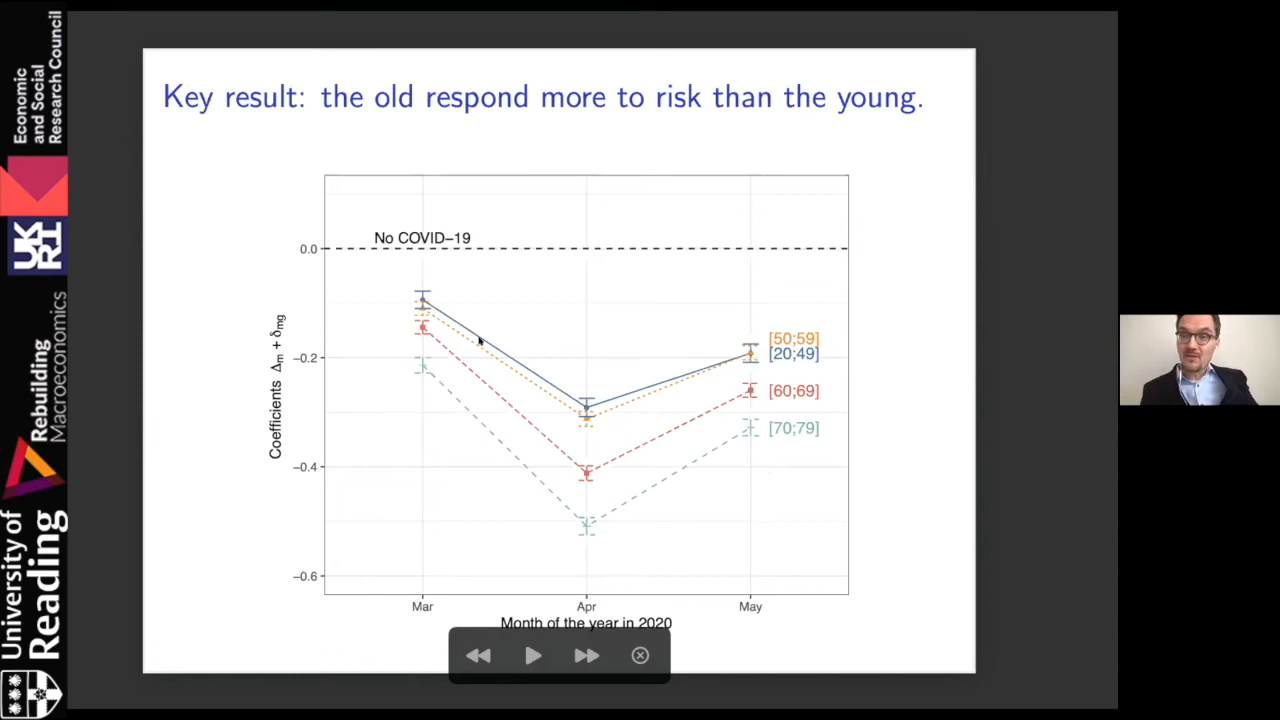 Economic
and Social
Research Council
UKRI
Rebuilding
Macroeconomics
University of
Reading
Key result: the old respond more to risk than the young.
No COVID−19
0.0
−0.2
−0.4
−0.6
Coefficients Δm + δmg
[50;59]
[20;49]
[60;69]
[70;79]
Mar
Apr
May
Month of the year in 2020